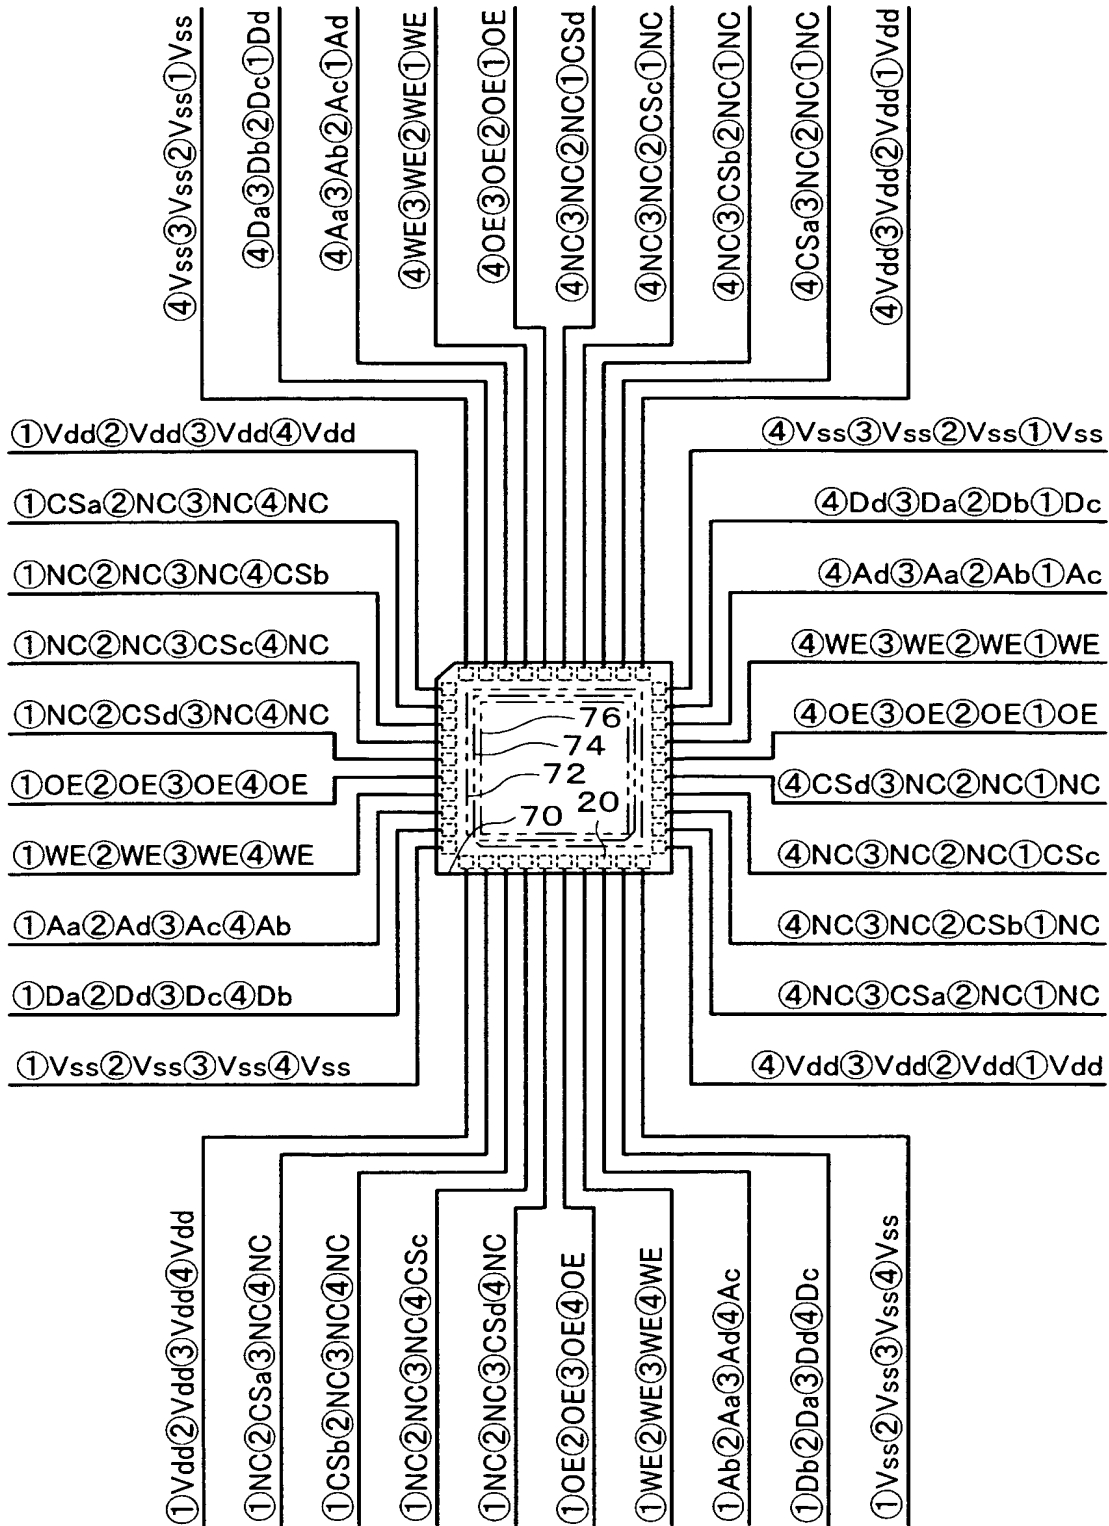 ④Vss③Vss②Vss①Vss
④Da③Db②Dc①Dd
④Aa③Ab②Ac①Ad
④WE③WE②WE①WE
④OE③OE②OE①OE
④NC③NC②NC①CSd
④NC③NC②CSc①NC
④NC③CSb②NC①NC
④CSa③NC②NC①NC
④Vdd③Vdd②Vdd①Vdd
①Vdd②Vdd③Vdd④Vdd
①CSa②NC③NC④NC
①NC②NC③NC④CSb
①NC②NC③CSc④NC
①NC②CSd③NC④NC
①OE②OE③OE④OE
①WE②WE③WE④WE
①Aa②Ad③Ac④Ab
①Da②Dd③Dc④Db
①Vss②Vss③Vss④Vss
76
74
72
70
20
④Vss③Vss②Vss①Vss
④Dd③Da②Db①Dc
④Ad③Aa②Ab①Ac
④WE③WE②WE①WE
④OE③OE②OE①OE
④CSd③NC②NC①NC
④NC③NC②NC①CSc
④NC③NC②CSb①NC
④NC③CSa②NC①NC
④Vdd③Vdd②Vdd①Vdd
①Vdd②Vdd③Vdd④Vdd
①NC②CSa③NC④NC
①CSb②NC③NC④NC
①NC②NC③NC④CSc
①NC②NC③CSd④NC
①OE②OE③OE④OE
①WE②WE③WE④WE
①Ab②Aa③Ad④Ac
①Db②Da③Dd④Dc
①Vss②Vss③Vss④Vss